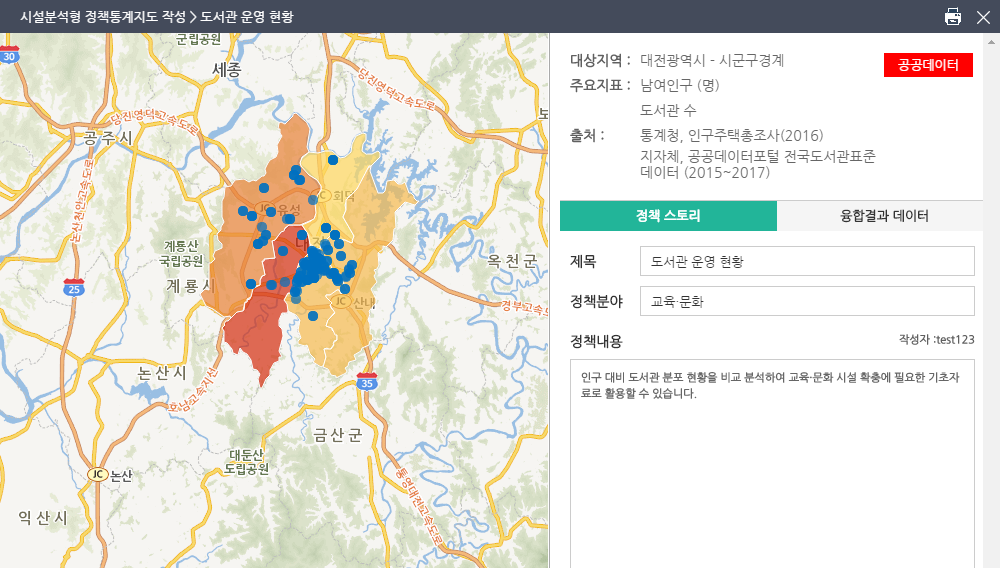 시설분석형 정책통계지도 작성 > 도서관 운영 현황
군립공원
30
세종
당진영덕고속도로
보
당진영덕고속도로
공주시
논산천안고속도로
JC 회덕
JC 유성
대전
계룡산
국립공원
옥천군
계룡시
25
JC 산내
경부고속도로
논산시
호남고속지선
35
금산군
대둔산
도립공원
JC 논산
통영대전고속도로
익산시
대상지역 : 대전광역시 - 시군구경계
공공데이터
주요지표 : 남여인구 (명)
도서관 수
출처 : 통계청, 인구주택총조사(2016)
지자체, 공공데이터포털 전국도서관표준
데이터 (2015~2017)
정책 스토리
융합결과 데이터
제목 도서관 운영 현황
정책분야 교육·문화
정책내용 작성자 :test123
인구 대비 도서관 분포 현황을 비교 분석하여 교육·문화 시설 확충에 필요한 기초자
료로 활용할 수 있습니다.